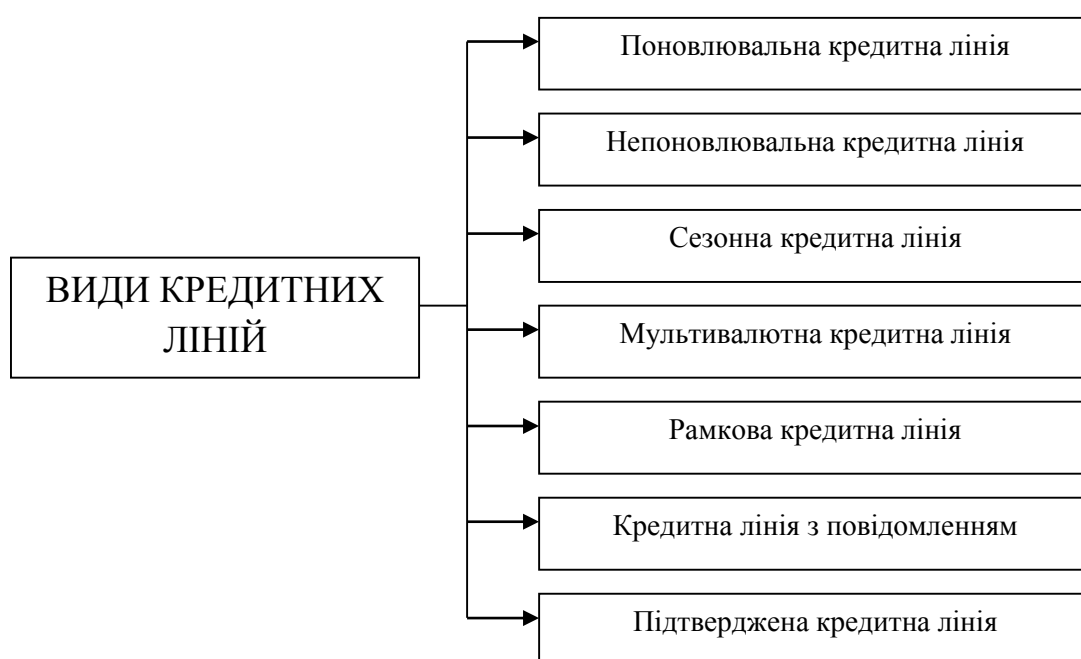 ВИДИ КРЕДИТНИХ
ЛІНІЙ
Поновлювальна кредитна лінія
Непоновлювальна кредитна лінія
Сезонна кредитна лінія
Мультивалютна кредитна лінія
Рамкова кредитна лінія
Кредитна лінія з повідомленням
Підтверджена кредитна лінія